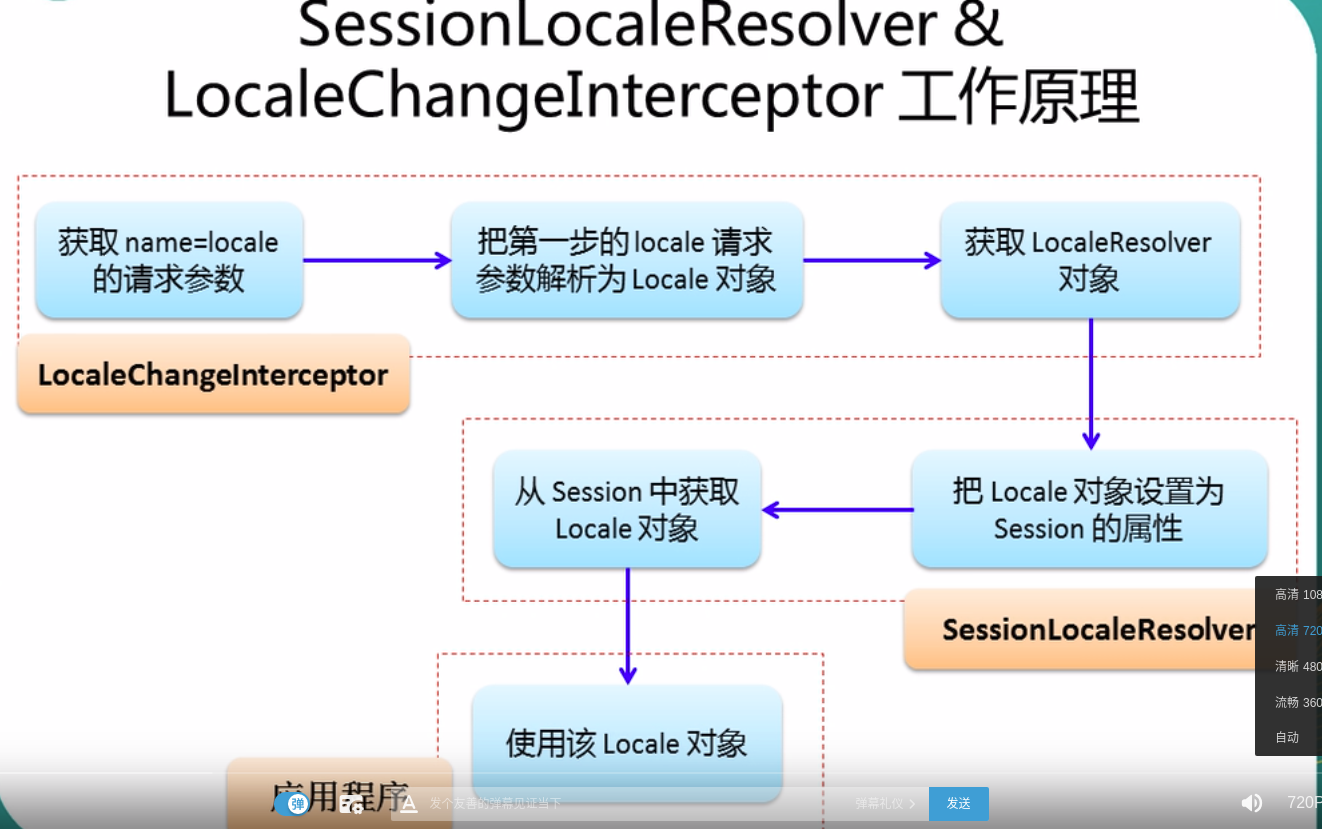 SessionLocaleResolver &
LocaleChangeInterceptor 工作原理
获取 name=locale
的请求参数
把第一步的 locale 请求
参数解析为 Locale 对象
获取 LocaleResolver
对象
LocaleChangeInterceptor
从 Session 中获取
Locale 对象
把 Locale 对象设置为
Session 的属性
SessionLocaleResolver
高清 108
高清 720
清晰 480
流畅 360
自动
使用该 Locale 对象
应用程序
弹
A
发个友善的弹幕见证当下
弹幕礼仪
发送
720P